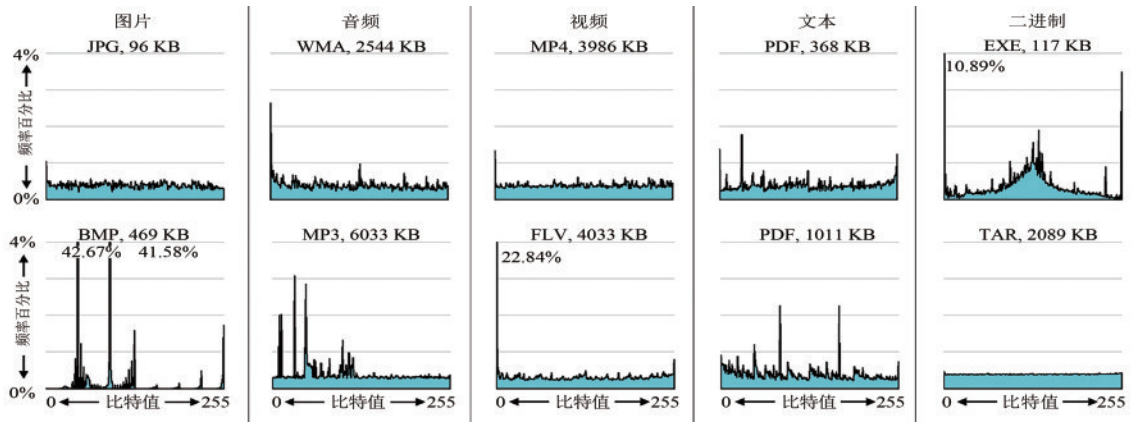 图片 音频 视频 文本 二进制
JPG, 96 KB WMA, 2544 KB MP4, 3986 KB PDF, 368 KB EXE, 117 KB
4% 10.89%
频率百分比
0%
BMP, 469 KB MP3, 6033 KB FLV, 4033 KB PDF, 1011 KB TAR, 2089 KB
4% 42.67% 41.58% 22.84%
频率百分比
0%
0 比特值 255 0 比特值 255 0 比特值 255 0 比特值 255 0 比特值 255